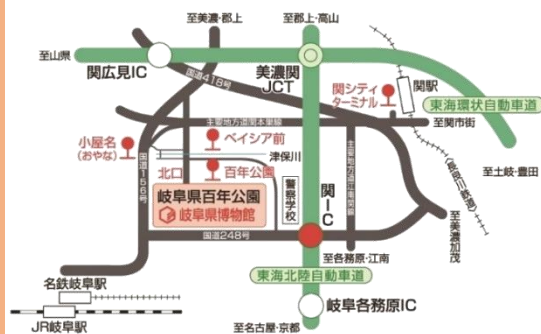 至美濃・郡上
至郡上・高山
至山県
関広見IC
国道418号
美濃関
JCT
関シティ
ターミナル
関駅
東海環状自動車道
主要地方道関本巣線
至関市街
小屋名
(おやな)
ベイシア前
津保川
北口
百年公園
国道156号
岐阜県百年公園
岐阜県博物館
警察学校
関IC
主要地方道江南関線
〈長良川鉄道〉
至土岐・豊田
至美濃加茂
国道248号
至各務原・江南
名鉄岐阜駅
東海北陸自動車道
JR岐阜駅
岐阜各務原IC
至名古屋・京都